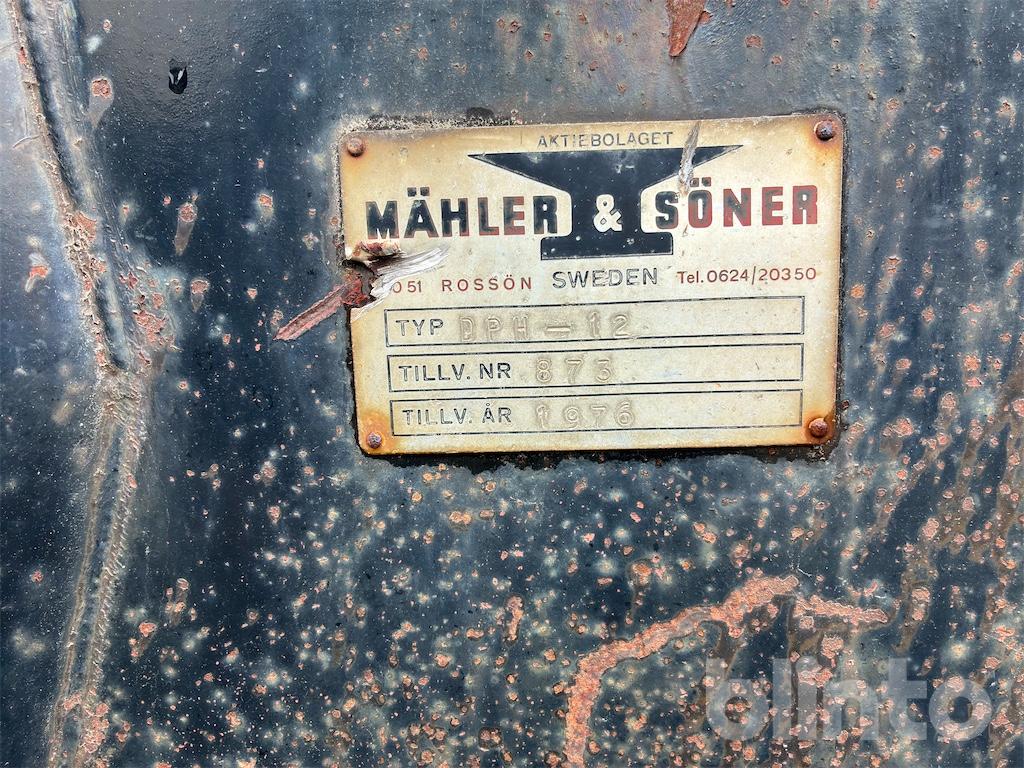 AKTIEBOLAGET
MÄHLER & SÖNER
051 ROSSÖN SWEDEN Tel. 0624/20350
TYP DPH-12
TILLV. NR 873
TILLV. ÅR 1976
blinto